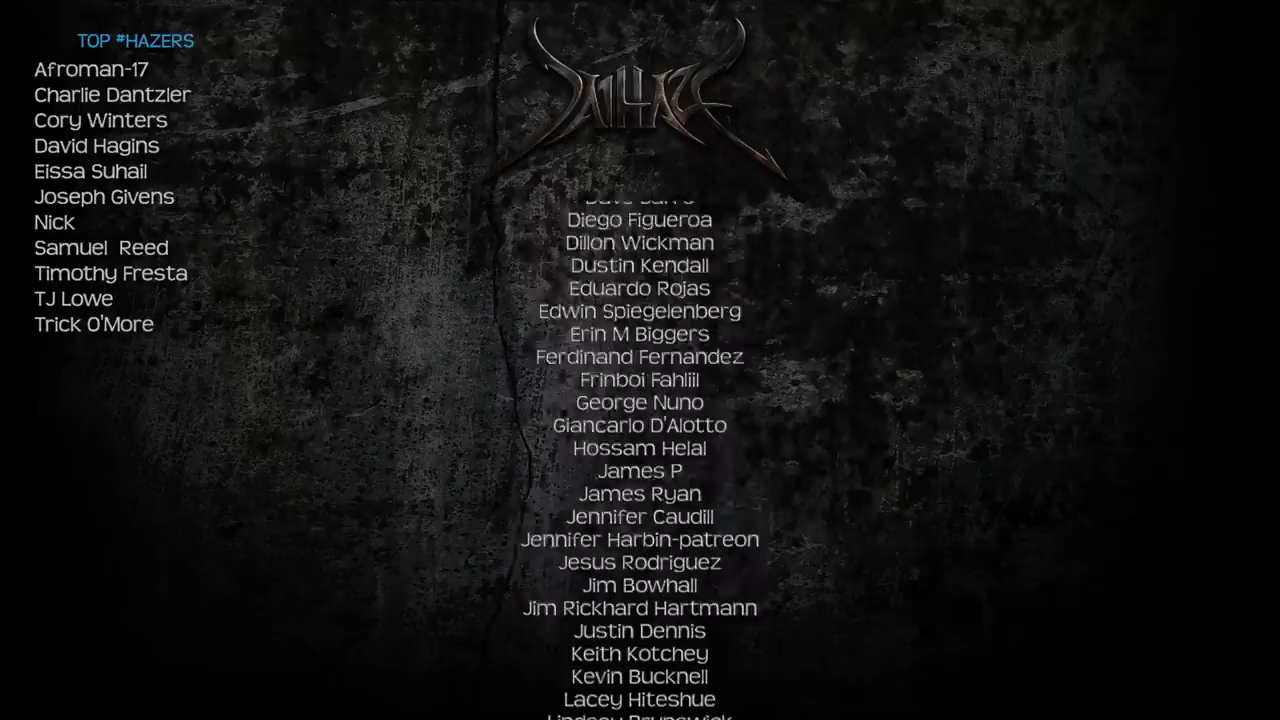 TOP #HAZERS
Afroman-17
Charlie Dantzler
Cory Winters
David Hagins
Eissa Suhail
Joseph Givens
Nick
Samuel Reed
Timothy Fresta
TJ Lowe
Trick O'More
Diego Figueroa
Dillon Wickman
Dustin Kendall
Eduardo Rojas
Edwin Spiegelenberg
Erin M Biggers
Ferdinand Fernandez
Frinboi Fahliil
George Nuno
Giancarlo D'Alotto
Hossam Helal
James P
James Ryan
Jennifer Caudill
Jennifer Harbin-patreon
Jesus Rodriguez
Jim Bowhall
Jim Rickhard Hartmann
Justin Dennis
Keith Kotchey
Kevin Bucknell
Lacey Hiteshue